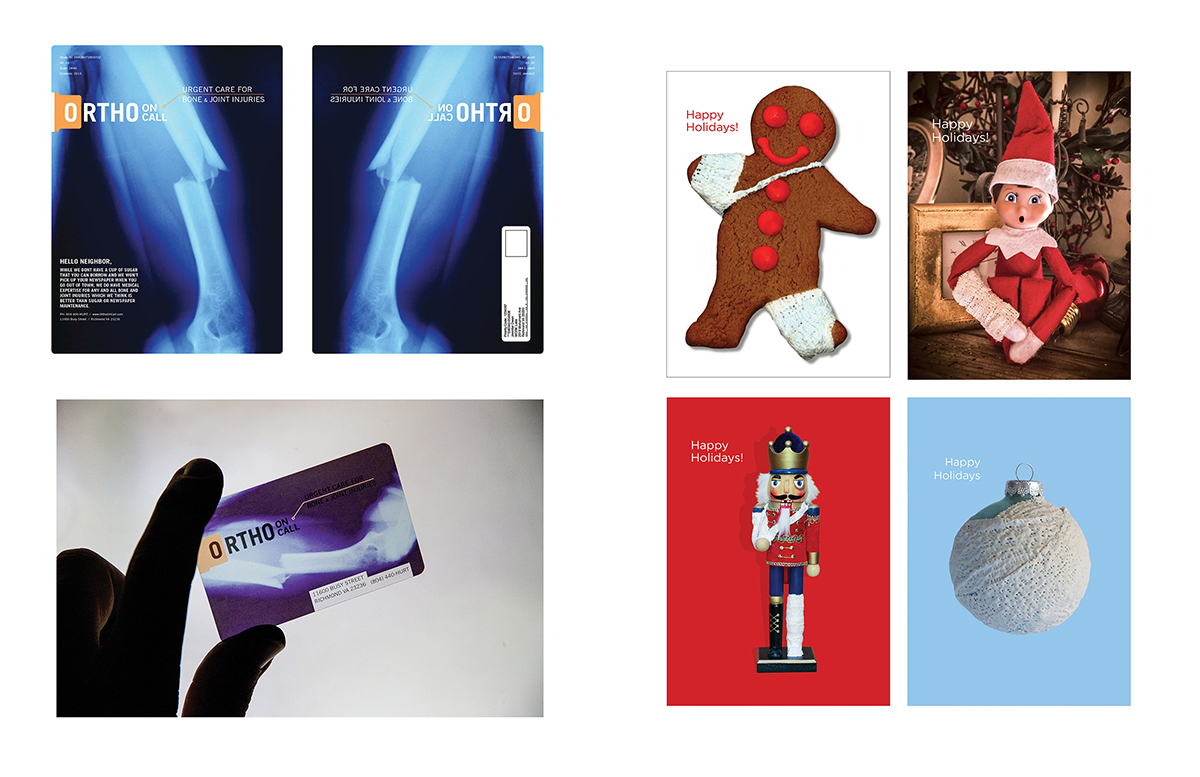 ORTHO ON
CALL
URGENT CARE FOR
BONE & JOINT INJURIES
HELLO NEIGHBOR,
WHILE WE DONT HAVE A CUP OF SUGAR
THAT YOU CAN BORROW AND WE WON'T
PICK UP YOUR NEWSPAPER WHEN YOU
GO OUT OF TOWN, WE DO HAVE MEDICAL
EXPERTISE FOR ANY AND ALL BONE AND
JOINT INJURIES WHICH WE THINK IS
BETTER THAN SUGAR OR NEWSPAPER
MAINTENANCE.
URGENT CARE FOR
BONE & JOINT INJURIES
ORTHO ON
CALL
URGENT CARE FOR
BONE & JOINT INJURIES
ORTHO ON
CALL
11600 BUSY STREET
RICHMOND VA 23236 (804) 440-HURT
Happy
Holidays!
Happy
Holidays!
Happy
Holidays!
Happy
Holidays